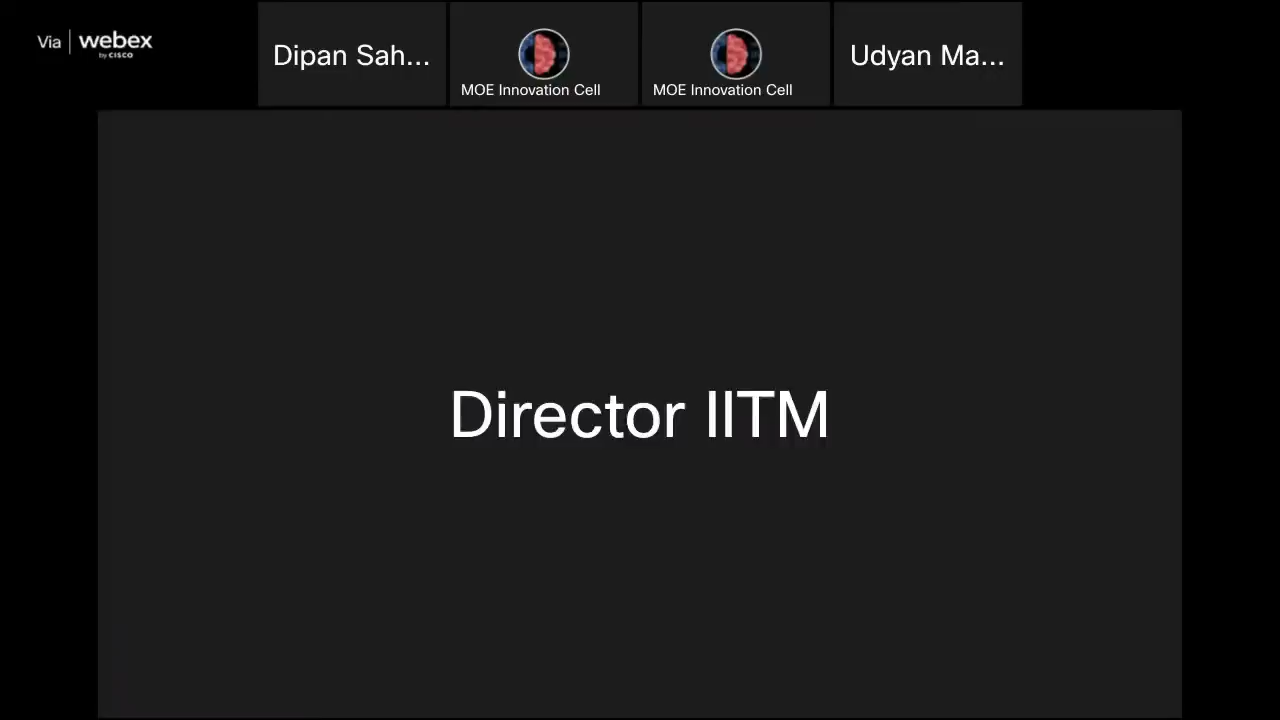 Via webex
by CISCO
Dipan Sah...
MOE Innovation Cell
MOE Innovation Cell
Udyan Ma...
Director IITM